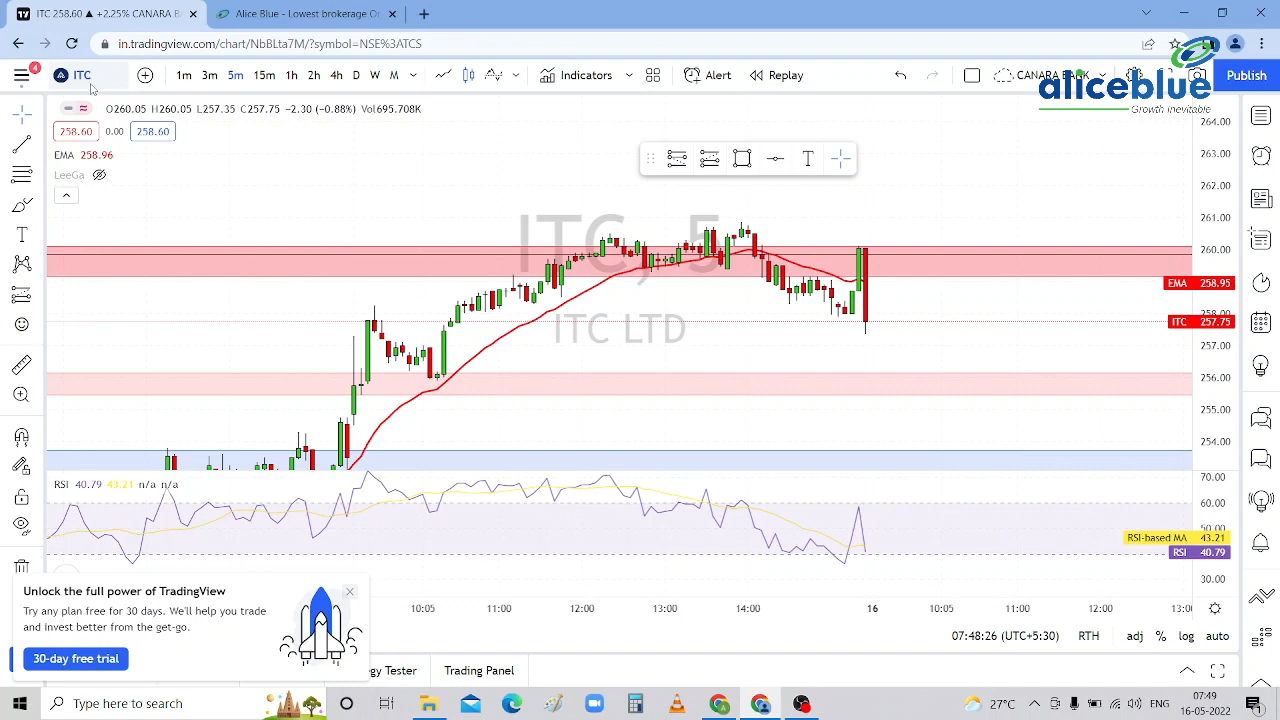 ITC 258.60 ▲ +2.25% CANARA B
Alice Blue - Lowest brokerage O
in.tradingview.com/chart/NbBLta7M/?symbol=NSE%3AITCS
4
ITC
1m 3m 5m 15m 1h 2h 4h D W M
Indicators
Alert
Replay
CANARA
Publish
aliceblue
Growth inevitable
O260.05 H260.05 L257.35 C257.75 −2.30 (−0.88%) Vol695.708K
258.60 0.00 258.60
EMA 258.96
LeeGa
T
ITC, 5
ITC LTD
264.00
263.00
262.00
261.00
260.00
EMA 258.95
258.00
ITC 257.75
257.00
256.00
255.00
254.00
RSI 40.79 43.21 n/a n/a
70.00
60.00
50.00
RSI-based MA 43.21
RSI 40.79
30.00
10:05 11:00 12:00 13:00 14:00 16 10:05 11:00 12:00 13:0
Unlock the full power of TradingView
Try any plan free for 30 days. We'll help you trade
and invest better from the get-go.
30-day free trial
07:48:26 (UTC+5:30) RTH adj % log auto
gy Tester
Trading Panel
Type here to search
27°C
ENG
07:49
16-05-2022
1